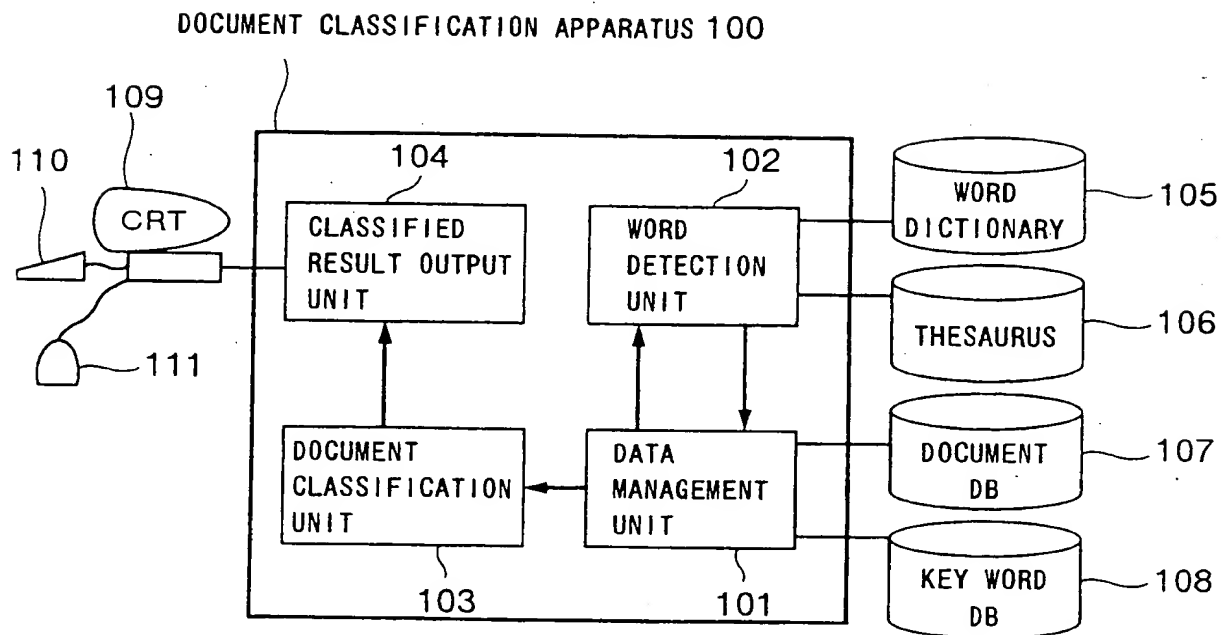 DOCUMENT CLASSIFICATION APPARATUS 100
109
110
CRT
111
104
CLASSIFIED
RESULT OUTPUT
UNIT
102
WORD
DETECTION
UNIT
WORD
DICTIONARY
105
THESAURUS
106
DOCUMENT
CLASSIFICATION
UNIT
103
DATA
MANAGEMENT
UNIT
101
DOCUMENT
DB
107
KEY WORD
DB
108